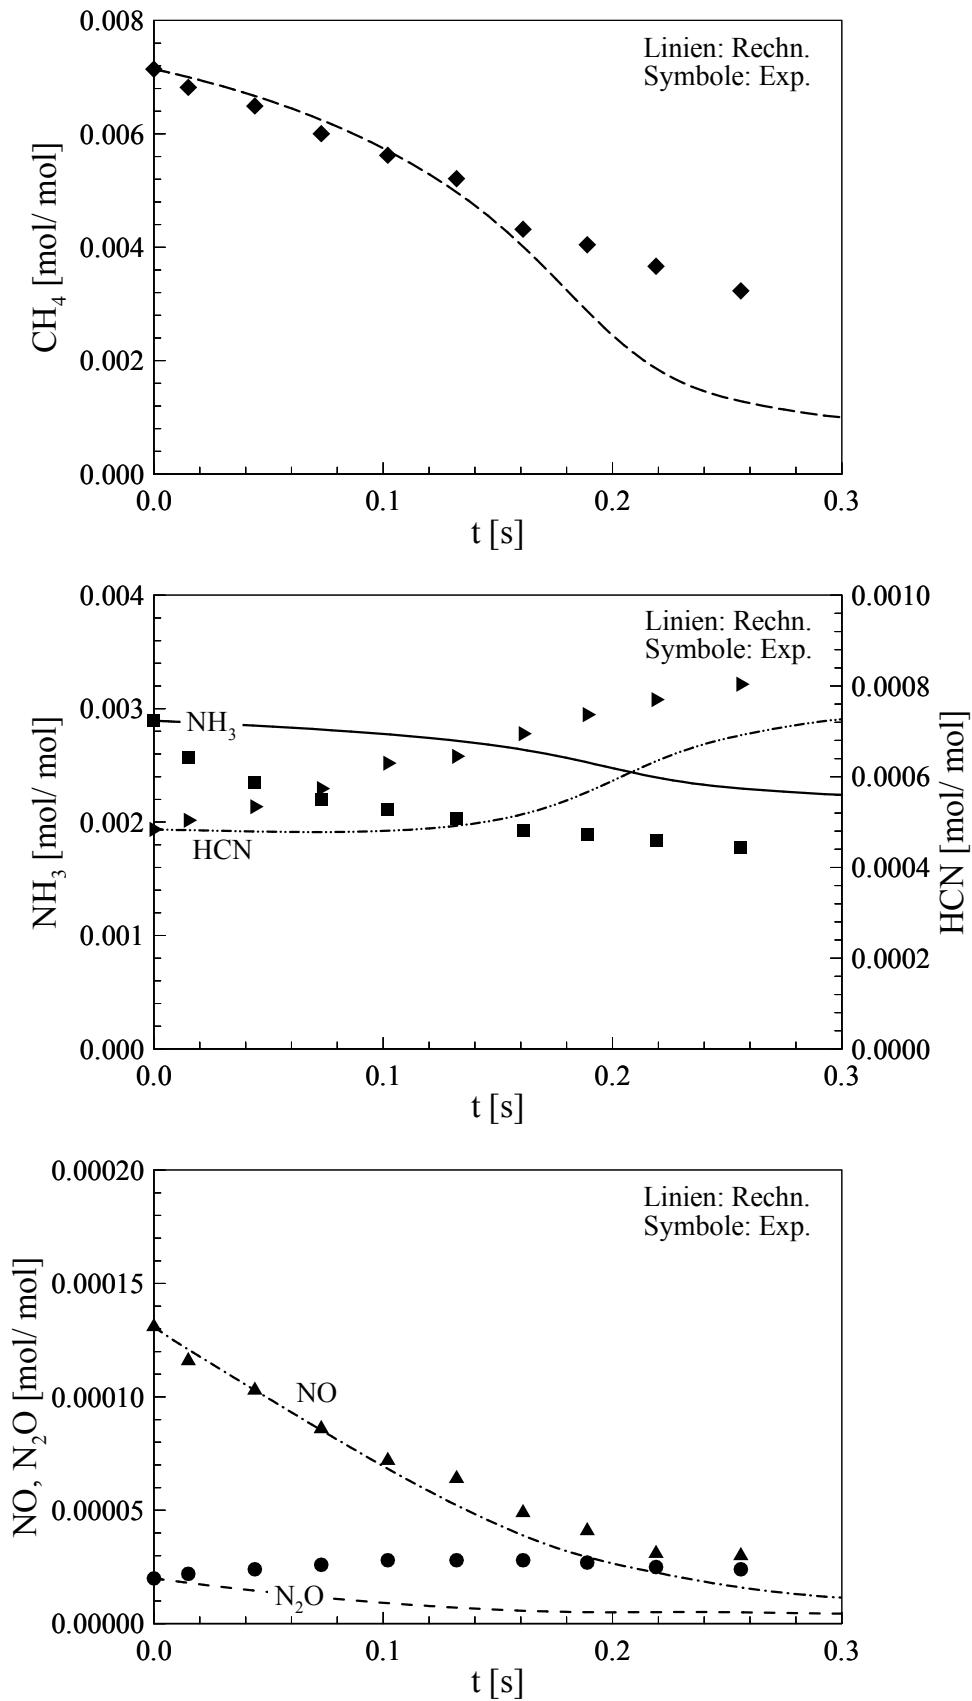 0.008
Linien: Rechn.
Symbole: Exp.
0.006
0.004
0.002
0.000
CH₄ [mol/ mol]
0.0 0.1 0.2 0.3
t [s]
0.004 0.0010
Linien: Rechn.
Symbole: Exp.
0.0008
0.003
NH₃
0.0006
0.002
HCN
0.0004
0.001
0.0002
0.000 0.0000
NH₃ [mol/ mol]
HCN [mol/ mol]
0.0 0.1 0.2 0.3
t [s]
0.00020
Linien: Rechn.
Symbole: Exp.
0.00015
NO
0.00010
0.00005
N₂O
0.00000
NO, N₂O [mol/ mol]
0.0 0.1 0.2 0.3
t [s]